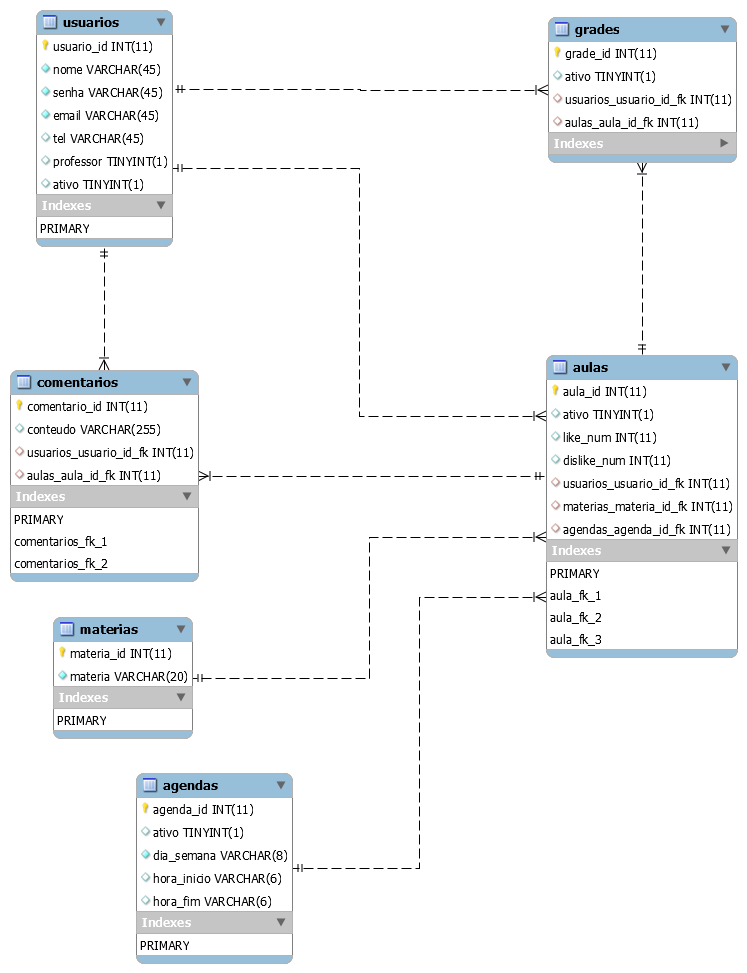 usuarios
usuario_id INT(11)
nome VARCHAR(45)
senha VARCHAR(45)
email VARCHAR(45)
tel VARCHAR(45)
professor TINYINT(1)
ativo TINYINT(1)
Indexes
PRIMARY
grades
grade_id INT(11)
ativo TINYINT(1)
usuarios_usuario_id_fk INT(11)
aulas_aula_id_fk INT(11)
Indexes
comentarios
comentario_id INT(11)
conteudo VARCHAR(255)
usuarios_usuario_id_fk INT(11)
aulas_aula_id_fk INT(11)
Indexes
PRIMARY
comentarios_fk_1
comentarios_fk_2
aulas
aula_id INT(11)
ativo TINYINT(1)
like_num INT(11)
dislike_num INT(11)
usuarios_usuario_id_fk INT(11)
materias_materia_id_fk INT(11)
agendas_agenda_id_fk INT(11)
Indexes
PRIMARY
aula_fk_1
aula_fk_2
aula_fk_3
materias
materia_id INT(11)
materia VARCHAR(20)
Indexes
PRIMARY
agendas
agenda_id INT(11)
ativo TINYINT(1)
dia_semana VARCHAR(8)
hora_inicio VARCHAR(6)
hora_fim VARCHAR(6)
Indexes
PRIMARY